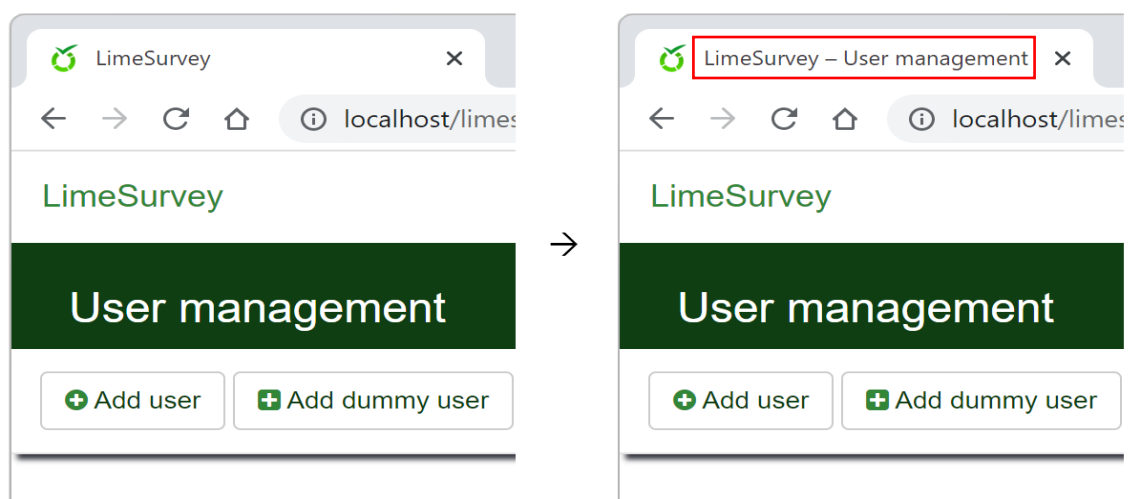 LimeSurvey
localhost/limes
LimeSurvey
User management
Add user
Add dummy user
→
LimeSurvey – User management
localhost/limes
LimeSurvey
User management
Add user
Add dummy user